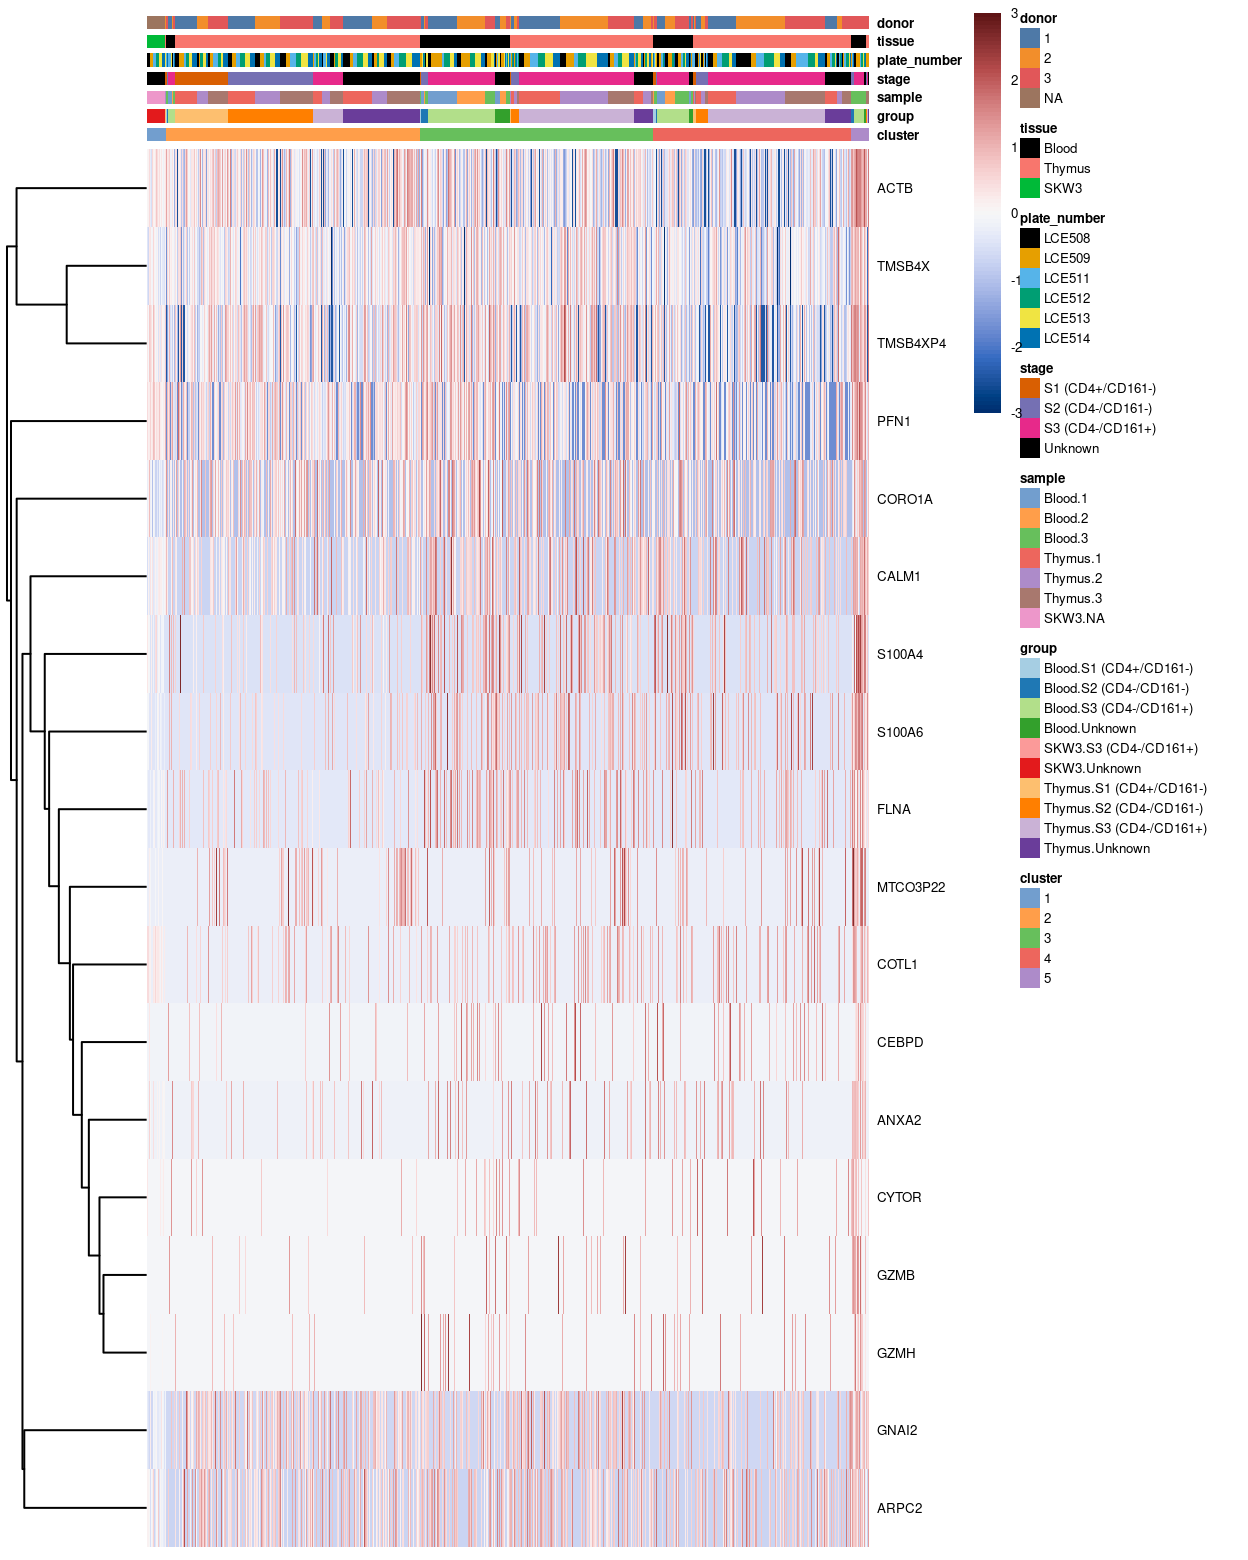 donor
tissue
plate_number
stage
sample
group
cluster
ACTB
TMSB4X
TMSB4XP4
PFN1
CORO1A
CALM1
S100A4
S100A6
FLNA
MTCO3P22
COTL1
CEBPD
ANXA2
CYTOR
GZMB
GZMH
GNAI2
ARPC2
3
2
1
0
-1
-2
-3
donor
1
2
3
NA
tissue
Blood
Thymus
SKW3
plate_number
LCE508
LCE509
LCE511
LCE512
LCE513
LCE514
stage
S1 (CD4+/CD161-)
S2 (CD4-/CD161-)
S3 (CD4-/CD161+)
Unknown
sample
Blood.1
Blood.2
Blood.3
Thymus.1
Thymus.2
Thymus.3
SKW3.NA
group
Blood.S1 (CD4+/CD161-)
Blood.S2 (CD4-/CD161-)
Blood.S3 (CD4-/CD161+)
Blood.Unknown
SKW3.S3 (CD4-/CD161+)
SKW3.Unknown
Thymus.S1 (CD4+/CD161-)
Thymus.S2 (CD4-/CD161-)
Thymus.S3 (CD4-/CD161+)
Thymus.Unknown
cluster
1
2
3
4
5